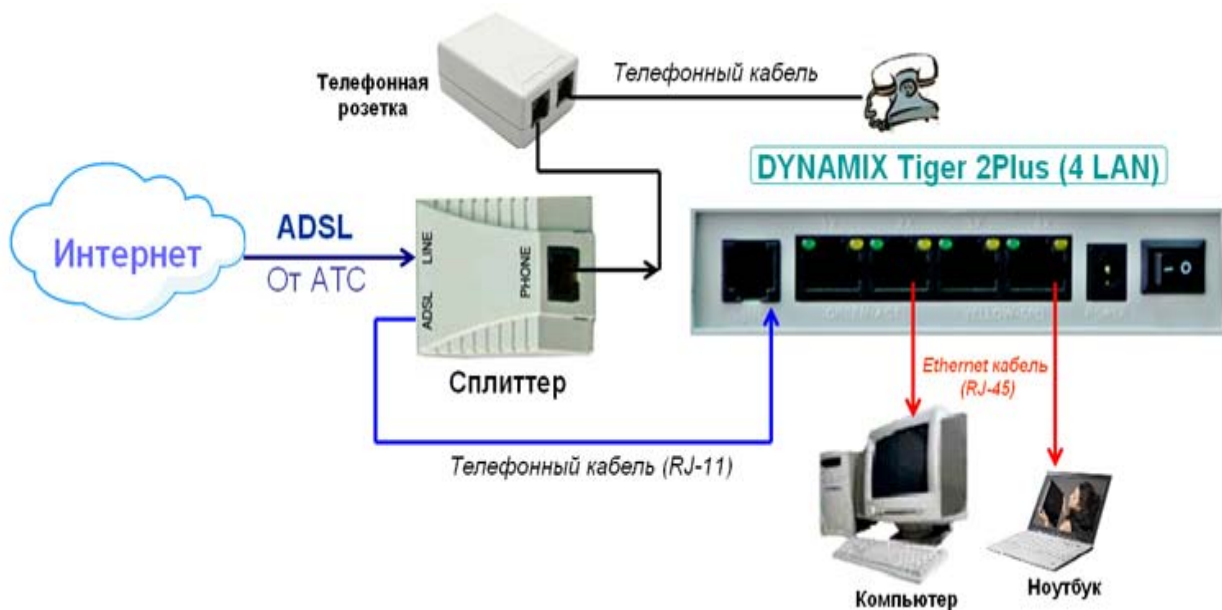 Телефонная
розетка
Телефонный кабель
DYNAMIX Tiger 2Plus (4 LAN)
Интернет
ADSL
От АТС
LINE
ADSL
PHONE
Сплиттер
Ethernet кабель
(RJ-45)
Телефонный кабель (RJ-11)
Компьютер
Ноутбук